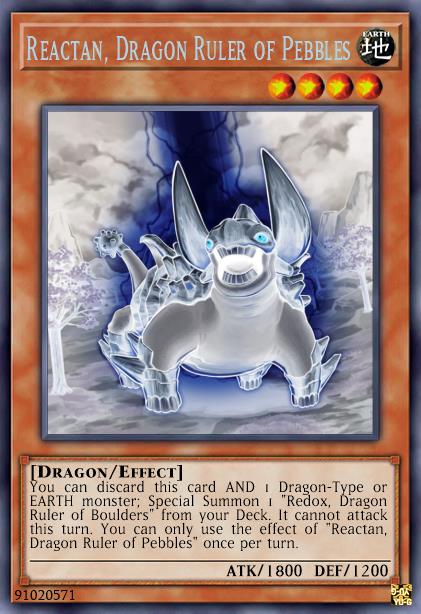 REACTAN, DRAGON RULER OF PEBBLES
EARTH
地
[DRAGON/EFFECT]
You can discard this card AND 1 Dragon-Type or
EARTH monster; Special Summon 1 "Redox, Dragon
Ruler of Boulders" from your Deck. It cannot attack
this turn. You can only use the effect of "Reactan,
Dragon Ruler of Pebbles" once per turn.
ATK/1800 DEF/1200
91020571